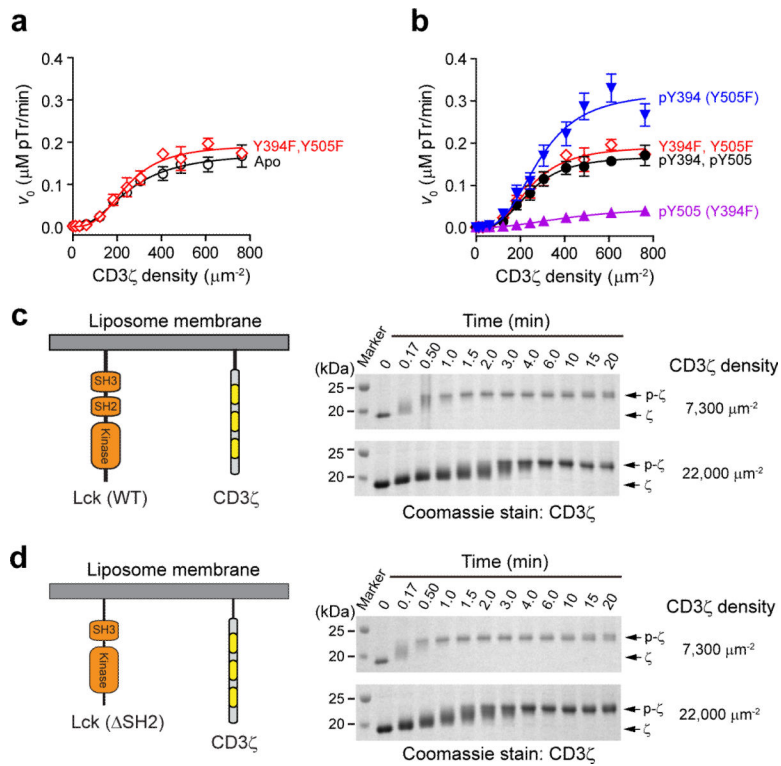 a
0.4
0.3
0.2
0.1
0.0
v₀ (μM pTr/min)
Y394F,Y505F
Apo
0 200 400 600 800
CD3ζ density (μm⁻²)
b
0.4
0.3
0.2
0.1
0.0
v₀ (μM pTr/min)
pY394 (Y505F)
Y394F, Y505F
pY394, pY505
pY505 (Y394F)
0 200 400 600 800
CD3ζ density (μm⁻²)
c
Liposome membrane
SH3
SH2
Kinase
Lck (WT)
CD3ζ
Time (min)
Marker 0 0.17 0.50 1.0 1.5 2.0 3.0 4.0 6.0 10 15 20
(kDa)
CD3ζ density
25
20
p-ζ
ζ
7,300 μm⁻²
25
20
p-ζ
ζ
22,000 μm⁻²
Coomassie stain: CD3ζ
d
Liposome membrane
SH3
Kinase
Lck (ΔSH2)
CD3ζ
Time (min)
Marker 0 0.17 0.50 1.0 1.5 2.0 3.0 4.0 6.0 10 15 20
(kDa)
CD3ζ density
25
20
p-ζ
ζ
7,300 μm⁻²
25
20
p-ζ
ζ
22,000 μm⁻²
Coomassie stain: CD3ζ